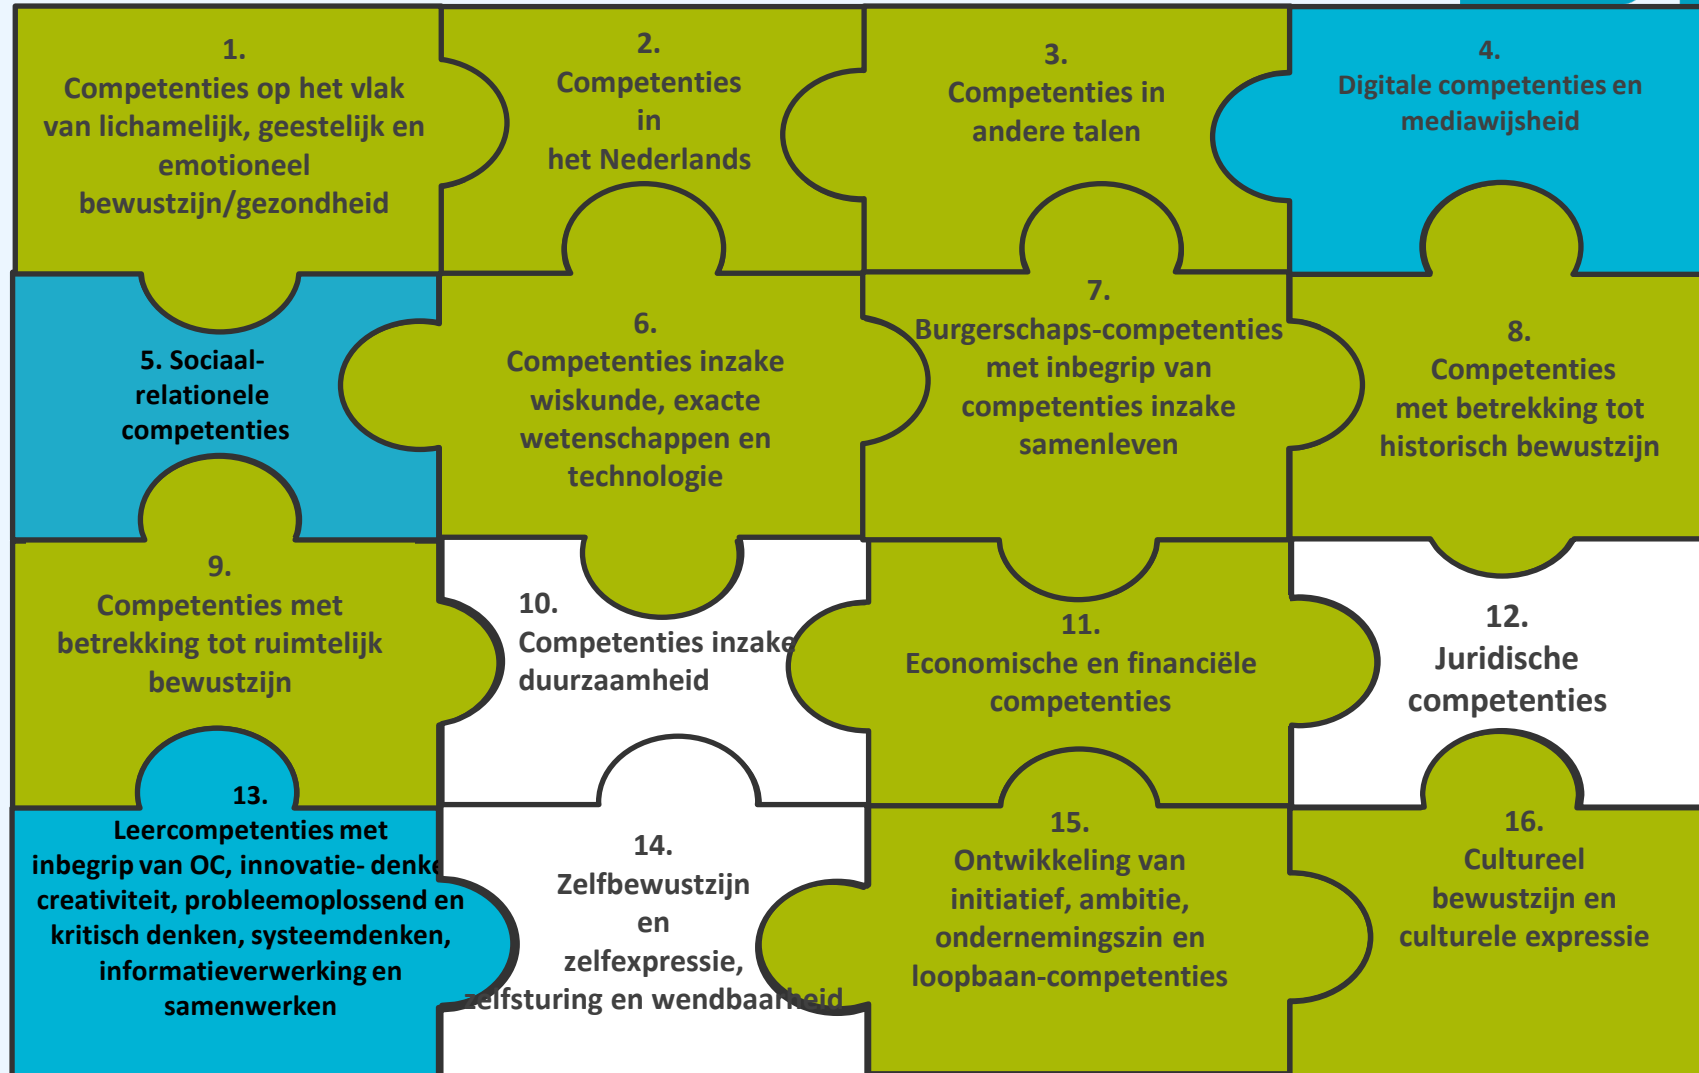 1.
Competenties op het vlak
van lichamelijk, geestelijk en
emotioneel
bewustzijn/gezondheid
2.
Competenties
in
het Nederlands
3.
Competenties in
andere talen
4.
Digitale competenties en
mediawijsheid
5. Sociaal-
relationele
competenties
6.
Competenties inzake
wiskunde, exacte
wetenschappen en
technologie
7.
Burgerschaps-competenties
met inbegrip van
competenties inzake
samenleven
8.
Competenties
met betrekking tot
historisch bewustzijn
9.
Competenties met
betrekking tot ruimtelijk
bewustzijn
10.
Competenties inzake
duurzaamheid
11.
Economische en financiële
competenties
12.
Juridische
competenties
13.
Leercompetenties met
inbegrip van OC, innovatie- denke
creativiteit, probleemoplossend en
kritisch denken, systeemdenken,
informatieverwerking en
samenwerken
14.
Zelfbewustzijn
en
zelfexpressie,
zelfsturing en wendbaarheid
15.
Ontwikkeling van
initiatief, ambitie,
ondernemingszin en
loopbaan-competenties
16.
Cultureel
bewustzijn en
culturele expressie